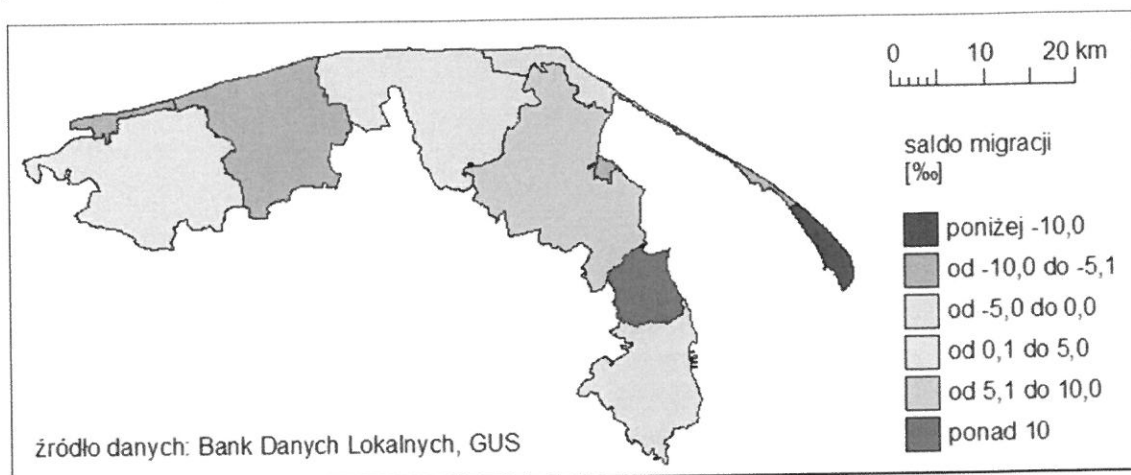 0 10 20 km
saldo migracji
[‰]
poniżej -10,0
od -10,0 do -5,1
od -5,0 do 0,0
od 0,1 do 5,0
od 5,1 do 10,0
ponad 10
źródło danych: Bank Danych Lokalnych, GUS